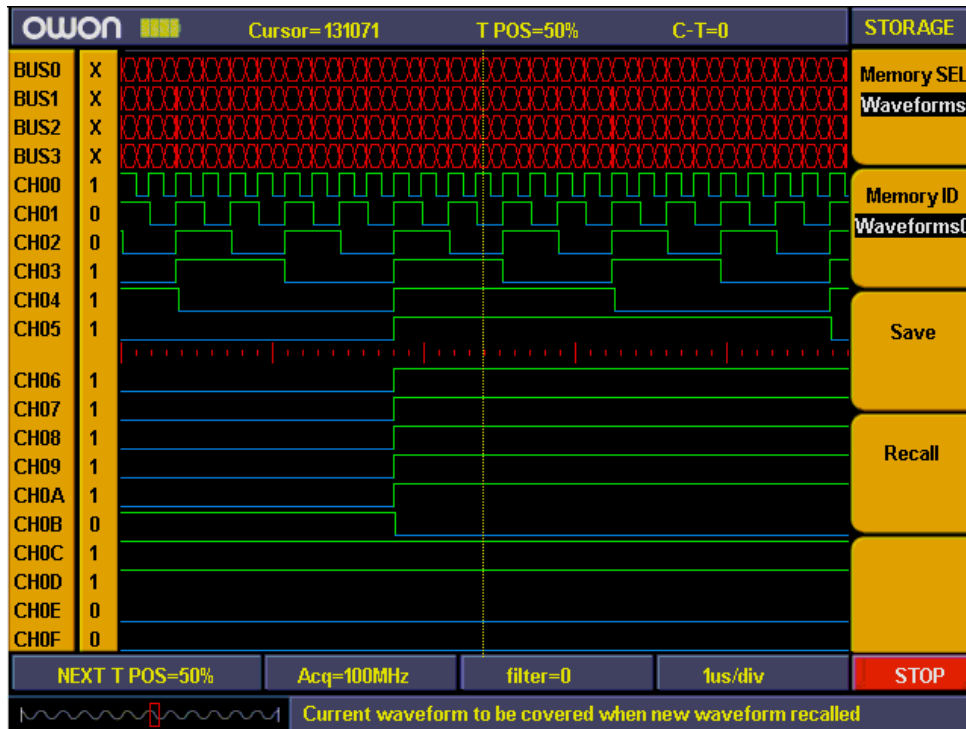 OWON Cursor=131071 T POS=50% C-T=0 STORAGE
BUS0 X
BUS1 X
BUS2 X
BUS3 X
CH00 1
CH01 0
CH02 0
CH03 1
CH04 1
CH05 1
CH06 1
CH07 1
CH08 1
CH09 1
CH0A 1
CH0B 0
CH0C 1
CH0D 1
CH0E 0
CH0F 0
Memory SEL
Waveforms
Memory ID
Waveforms0
Save
Recall
NEXT T POS=50% Acq=100MHz filter=0 1us/div STOP
Current waveform to be covered when new waveform recalled